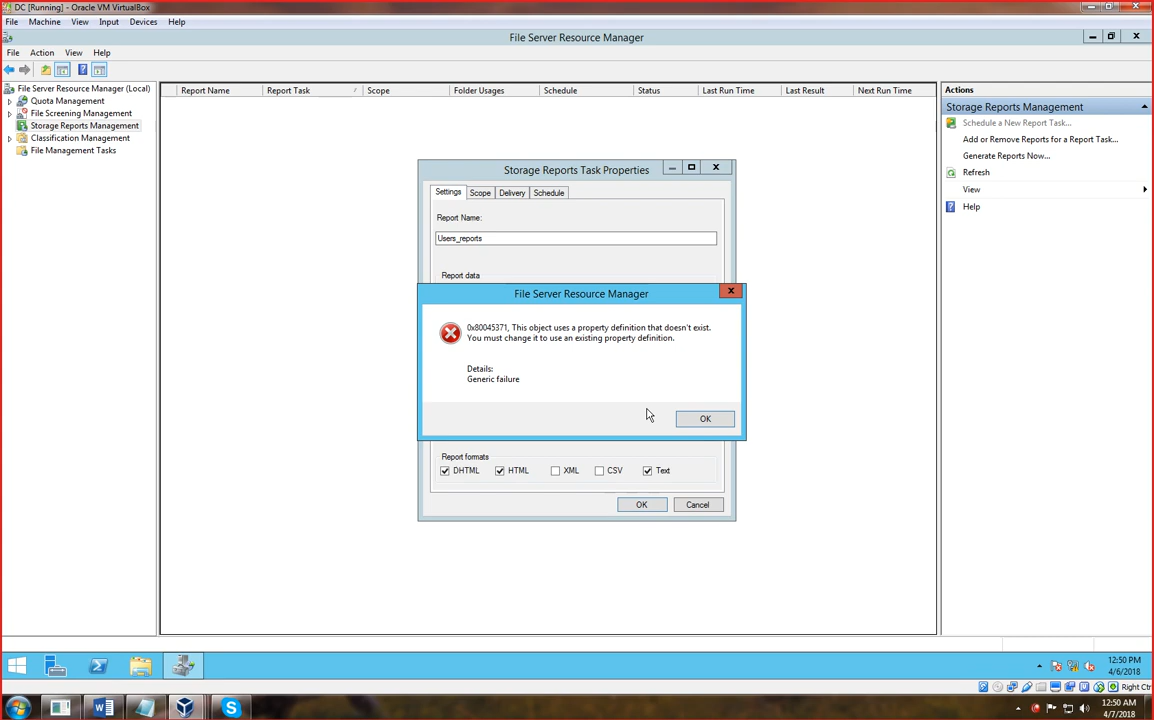 DC [Running] - Oracle VM VirtualBox
File Machine View Input Devices Help
File Server Resource Manager
File Action View Help
File Server Resource Manager (Local)
Quota Management
File Screening Management
Storage Reports Management
Classification Management
File Management Tasks
Report Name Report Task Scope Folder Usages Schedule Status Last Run Time Last Result Next Run Time
Actions
Storage Reports Management
Schedule a New Report Task...
Add or Remove Reports for a Report Task...
Generate Reports Now...
Refresh
View
Help
Storage Reports Task Properties
Settings Scope Delivery Schedule
Report Name:
Users_reports
Report data
File Server Resource Manager
0x80045371, This object uses a property definition that doesn't exist.
You must change it to use an existing property definition.
Details:
Generic failure
OK
Report formats
DHTML HTML XML CSV Text
OK Cancel
12:50 PM
4/6/2018
Right Ctr
12:50 AM
4/7/2018